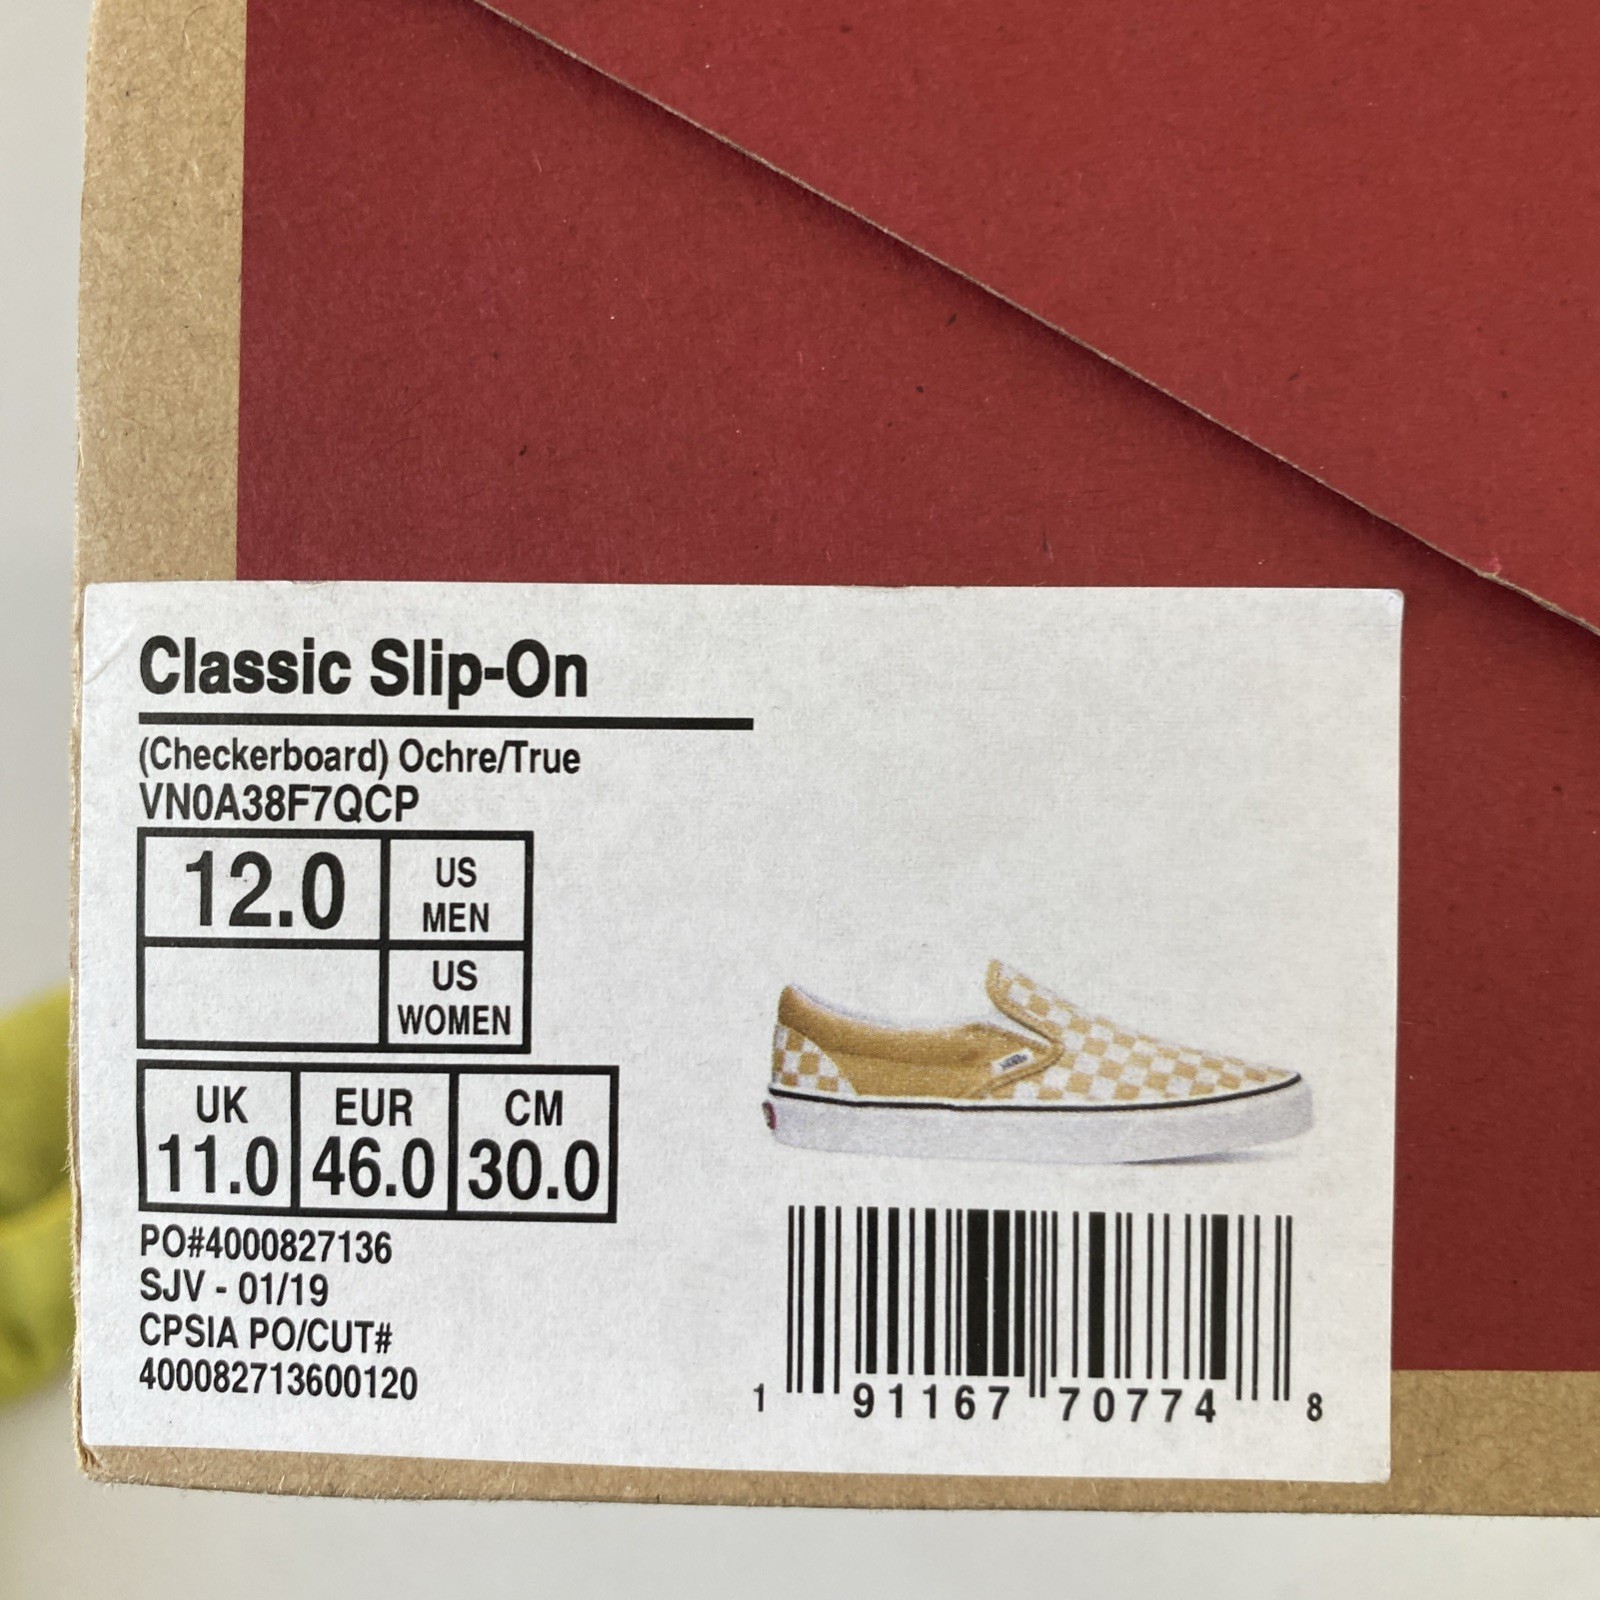 Classic Slip-On
(Checkerboard) Ochre/True
VN0A38F7QCP
12.0 US MEN
US WOMEN
UK EUR CM
11.0 46.0 30.0
PO#4000827136
SJV - 01/19
CPSIA PO/CUT#
400082713600120
VANS
1 91167 70774 8